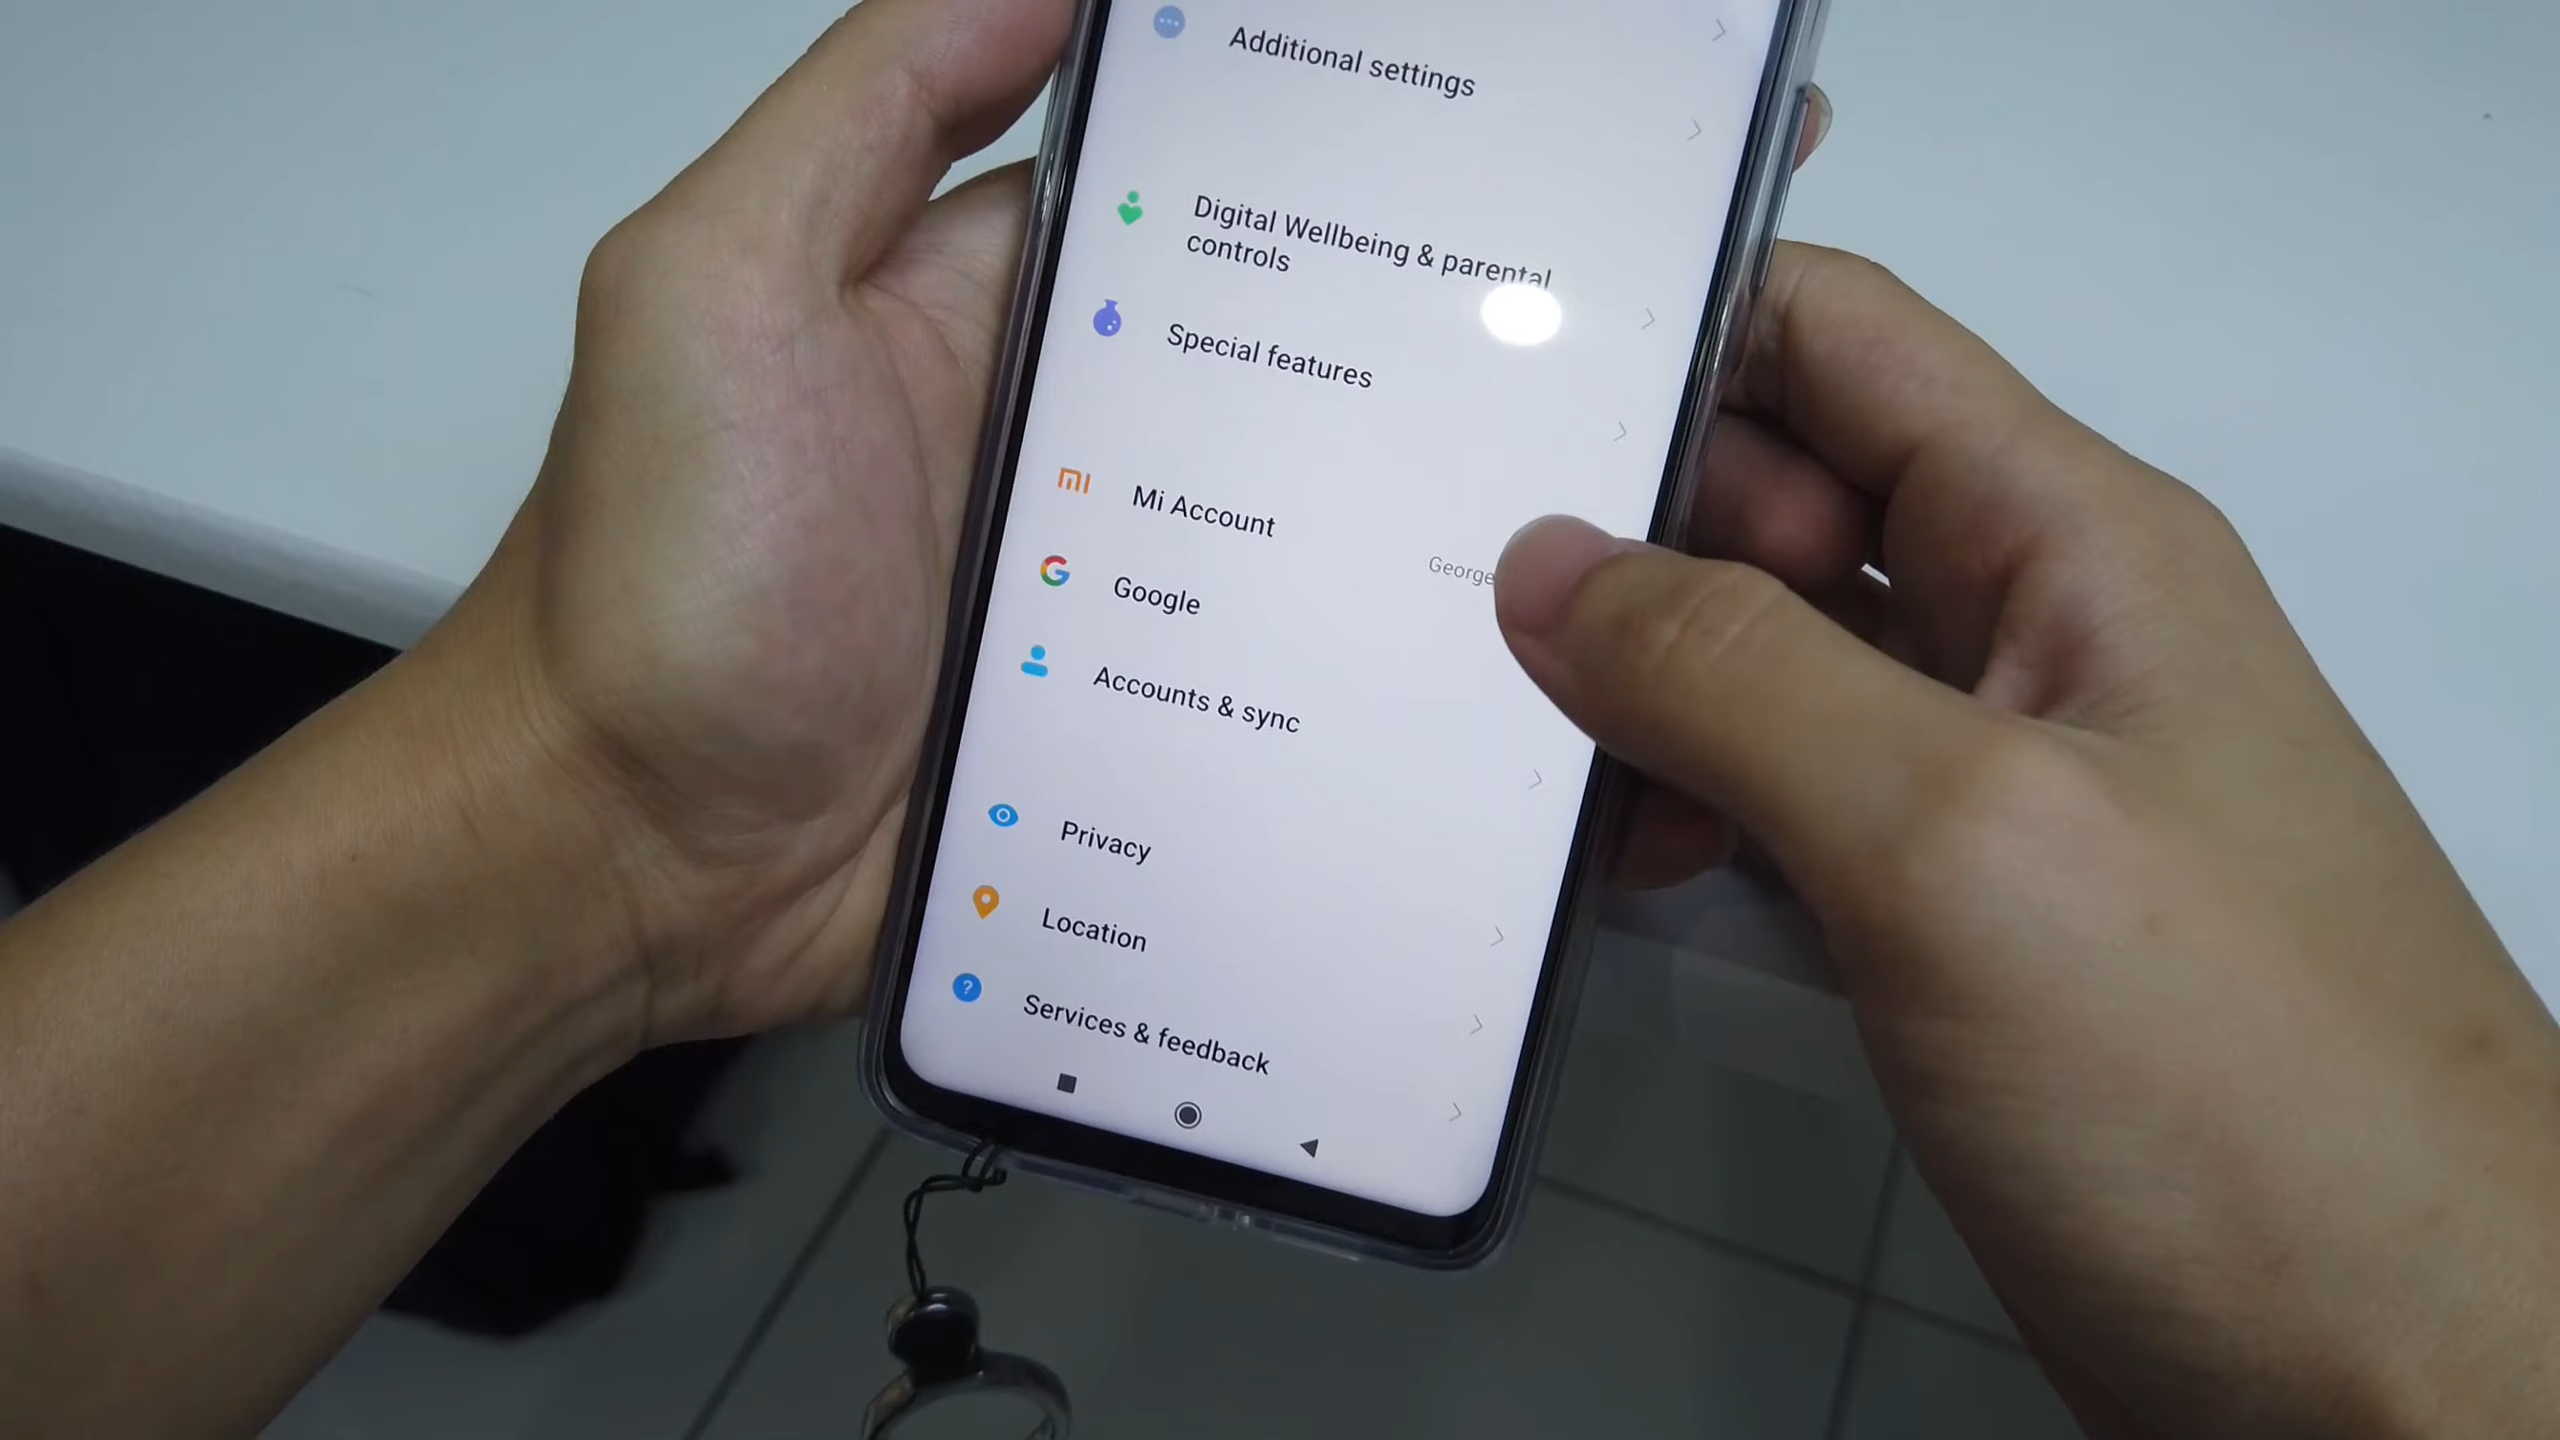 Additional settings
Digital Wellbeing & parental
controls
Special features
Mi Account
George
Google
Accounts & sync
Privacy
Location
Services & feedback